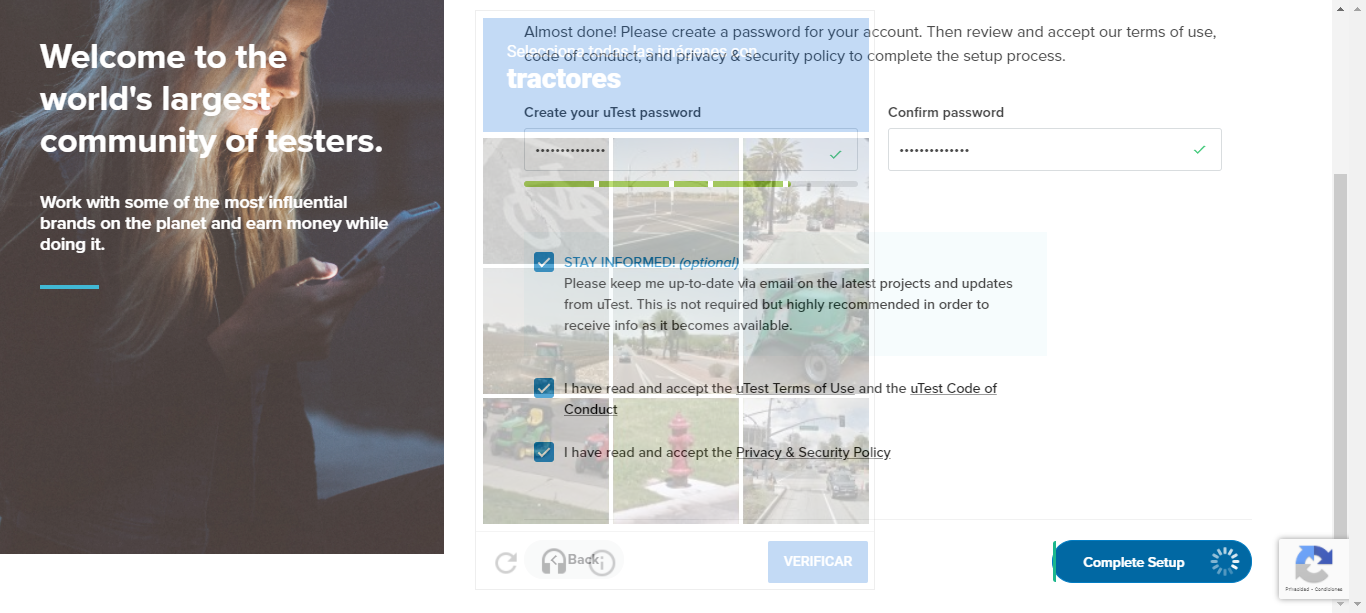 Welcome to the
world's largest
community of testers.
Work with some of the most influential
brands on the planet and earn money while
doing it.
Almost done! Please create a password for your account. Then review and accept our terms of use,
code of conduct, and privacy & security policy to complete the setup process.
Selecciona todas las imágenes con
tractores
Create your uTest password
Confirm password
STAY INFORMED! (optional)
Please keep me up-to-date via email on the latest projects and updates
from uTest. This is not required but highly recommended in order to
receive info as it becomes available.
I have read and accept the uTest Terms of Use and the uTest Code of
Conduct
I have read and accept the Privacy & Security Policy
Back
VERIFICAR
Complete Setup
Privacidad - Condiciones